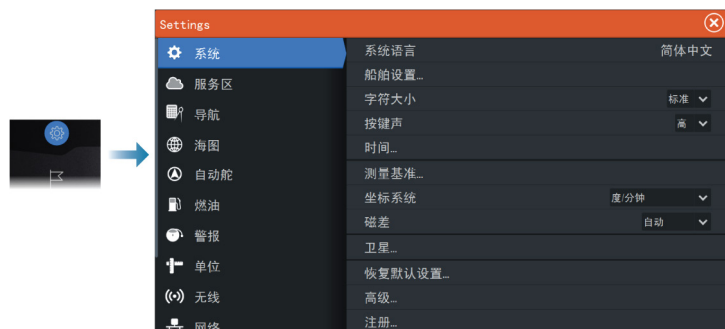 Settings
系统
服务区
导航
海图
自动舵
燃油
警报
单位
无线
网络
系统语言 简体中文
船舶设置...
字符大小 标准
按键声 高
时间...
测量基准...
坐标系统 度/分钟
磁差 自动
卫星...
恢复默认设置...
高级...
注册...